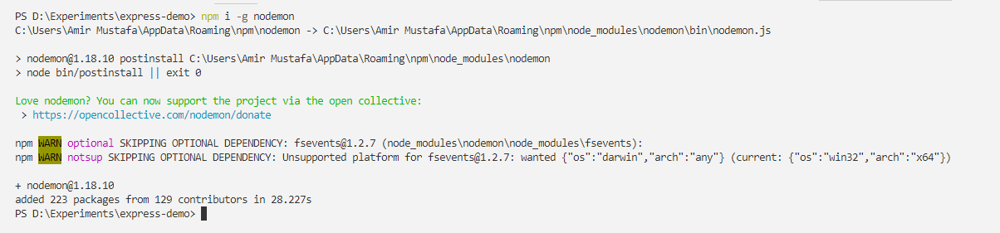 PS D:\Experiments\express-demo> npm i -g nodemon
C:\Users\Amir Mustafa\AppData\Roaming\npm\nodemon -> C:\Users\Amir Mustafa\AppData\Roaming\npm\node_modules\nodemon\bin\nodemon.js
> nodemon@1.18.10 postinstall C:\Users\Amir Mustafa\AppData\Roaming\npm\node_modules\nodemon
> node bin/postinstall || exit 0
Love nodemon? You can now support the project via the open collective:
> https://opencollective.com/nodemon/donate
npm WARN optional SKIPPING OPTIONAL DEPENDENCY: fsevents@1.2.7 (node_modules\nodemon\node_modules\fsevents):
npm WARN notsup SKIPPING OPTIONAL DEPENDENCY: Unsupported platform for fsevents@1.2.7: wanted {"os":"darwin","arch":"any"} (current: {"os":"win32","arch":"x64"})
+ nodemon@1.18.10
added 223 packages from 129 contributors in 28.227s
PS D:\Experiments\express-demo>